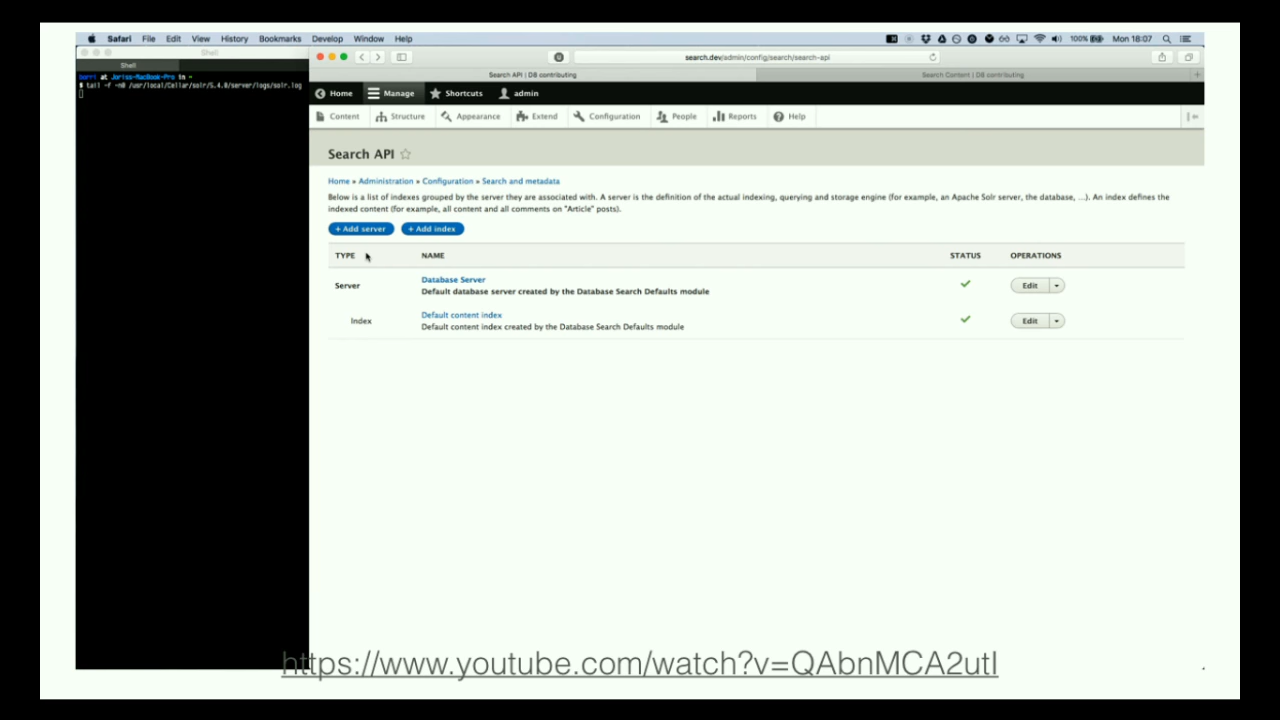 Safari File Edit View History Bookmarks Develop Window Help 100% Mon 18:07
Shell
Shell
borri at Joriss-MacBook-Pro in ~
tail -f -n0 /usr/local/Cellar/solr/5.4.0/server/logs/solr.log
search.dev/admin/config/search/search-api
Search API | D8 contributing
Search Content | D8 contributing
Home Manage Shortcuts admin
Content Structure Appearance Extend Configuration People Reports Help
Search API
Home » Administration » Configuration » Search and metadata
Below is a list of indexes grouped by the server they are associated with. A server is the definition of the actual indexing, querying and storage engine (for example, an Apache Solr server, the database, ...). An index defines the
indexed content (for example, all content and all comments on "Article" posts).
+ Add server + Add index
TYPE NAME STATUS OPERATIONS
Server Database Server Edit
Default database server created by the Database Search Defaults module
Index Default content index Edit
Default content index created by the Database Search Defaults module
https://www.youtube.com/watch?v=QAbnMCA2utI